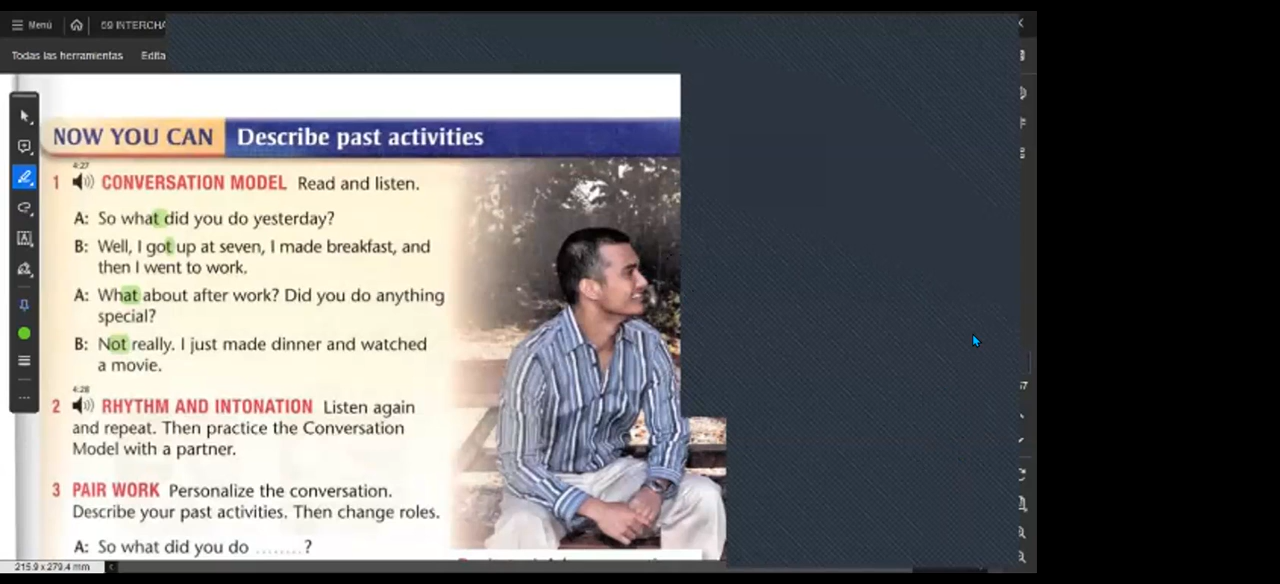 Menú
59 INTERCHA
Todas las herramientas
Edita
NOW YOU CAN Describe past activities
4:27
1 CONVERSATION MODEL Read and listen.
A: So what did you do yesterday?
B: Well, I got up at seven, I made breakfast, and
then I went to work.
A: What about after work? Did you do anything
special?
B: Not really. I just made dinner and watched
a movie.
4:28
2 RHYTHM AND INTONATION Listen again
and repeat. Then practice the Conversation
Model with a partner.
3 PAIR WORK Personalize the conversation.
Describe your past activities. Then change roles.
A: So what did you do ........?
215.9 x 279.4 mm